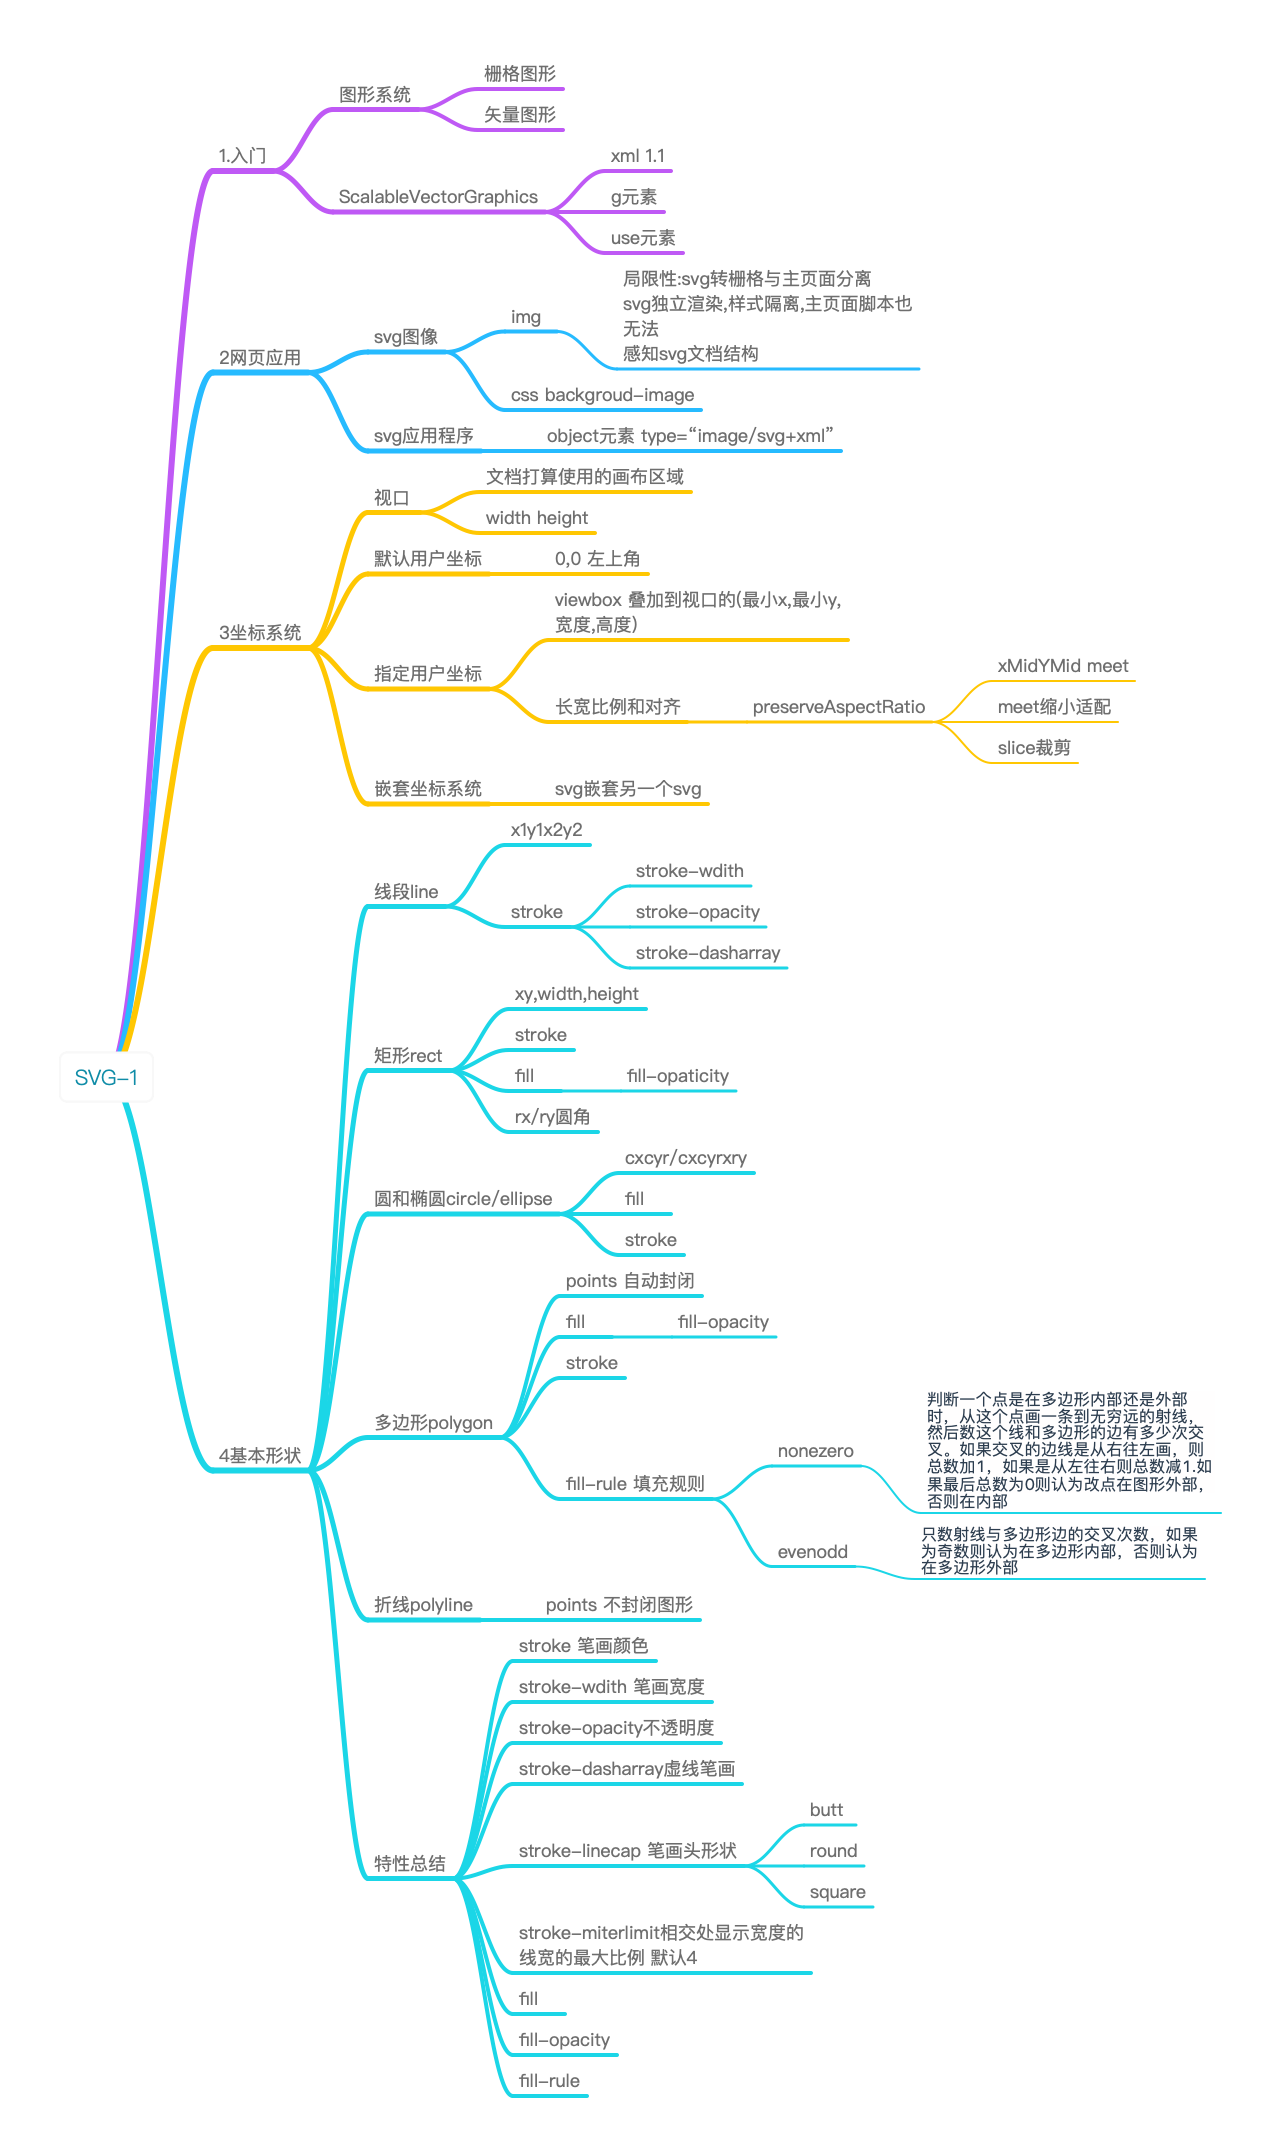 栅格图形
图形系统
矢量图形
1.入门
xml 1.1
ScalableVectorGraphics
g元素
use元素
局限性:svg转栅格与主页面分离
svg独立渲染,样式隔离,主页面脚本也
无法
感知svg文档结构
img
svg图像
2网页应用
css backgroud-image
svg应用程序
object元素 type=“image/svg+xml”
文档打算使用的画布区域
视口
width height
默认用户坐标
0,0 左上角
viewbox 叠加到视口的(最小x,最小y,
宽度,高度)
3坐标系统
指定用户坐标
xMidYMid meet
长宽比例和对齐
preserveAspectRatio
meet缩小适配
slice裁剪
嵌套坐标系统
svg嵌套另一个svg
x1y1x2y2
线段line
stroke-wdith
stroke
stroke-opacity
stroke-dasharray
xy,width,height
stroke
矩形rect
fill
fill-opaticity
rx/ry圆角
SVG-1
cxcyr/cxcyrxry
圆和椭圆circle/ellipse
fill
stroke
points 自动封闭
fill
fill-opacity
stroke
多边形polygon
4基本形状
判断一个点是在多边形内部还是外部
时，从这个点画一条到无穷远的射线，
然后数这个线和多边形的边有多少次交
叉。如果交叉的边线是从右往左画，则
总数加1，如果是从左往右则总数减1.如
果最后总数为0则认为改点在图形外部，
否则在内部
nonezero
fill-rule 填充规则
evenodd
只数射线与多边形边的交叉次数，如果
为奇数则认为在多边形内部，否则认为
在多边形外部
折线polyline
points 不封闭图形
stroke 笔画颜色
stroke-wdith 笔画宽度
stroke-opacity不透明度
stroke-dasharray虚线笔画
特性总结
butt
stroke-linecap 笔画头形状
round
square
stroke-miterlimit相交处显示宽度的
线宽的最大比例 默认4
fill
fill-opacity
fill-rule